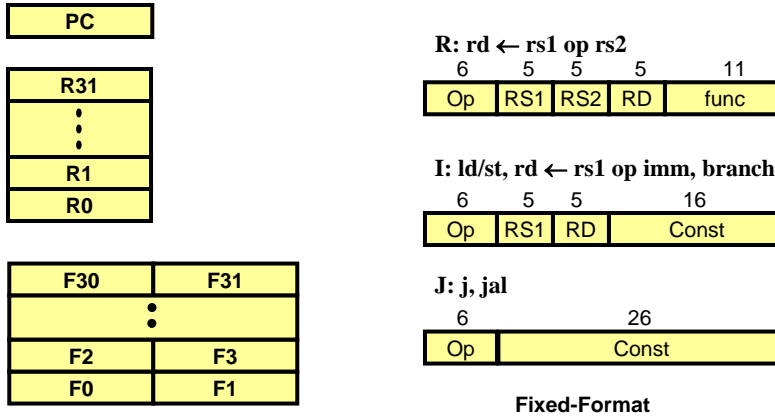 PC
R31
R1
R0
F30 F31
F2 F3
F0 F1
R: rd ← rs1 op rs2
6 5 5 5 11
Op RS1 RS2 RD func
I: ld/st, rd ← rs1 op imm, branch
6 5 5 16
Op RS1 RD Const
J: j, jal
6 26
Op Const
Fixed-Format